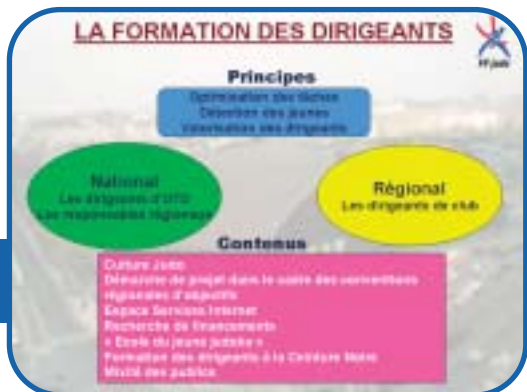 LA FORMATION DES DIRIGEANTS
FFJudo
Principes
Optimisation des tâches
Détection des jeunes
Valorisation des dirigeants
National
Les dirigeants d'OTD
Les responsables régionaux
Régional
Les dirigeants de club
Contenus
Culture Judo
Démarche de projet dans le cadre des conventions
régionales d'objectifs
Espace Services Internet
Recherche de financements
« Ecole du jeune judoka »
Formation des dirigeants à la Ceinture Noire
Mixité des publics